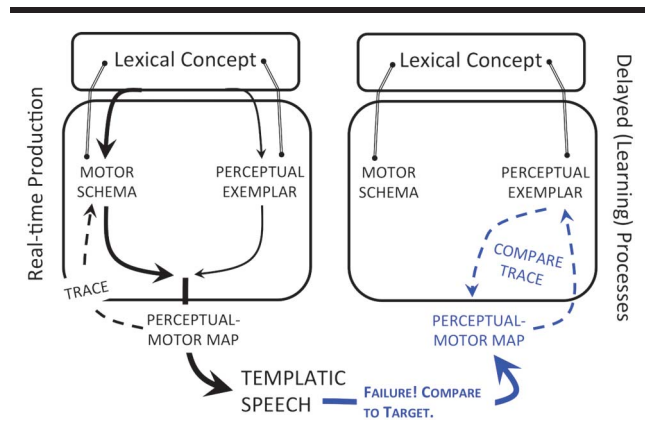 Real-time Production
Lexical Concept
MOTOR
SCHEMA
PERCEPTUAL
EXEMPLAR
TRACE
PERCEPTUAL-
MOTOR MAP
TEMPLATIC
SPEECH
FAILURE! COMPARE
TO TARGET.
Lexical Concept
MOTOR
SCHEMA
PERCEPTUAL
EXEMPLAR
COMPARE
TRACE
PERCEPTUAL-
MOTOR MAP
Delayed (Learning) Processes